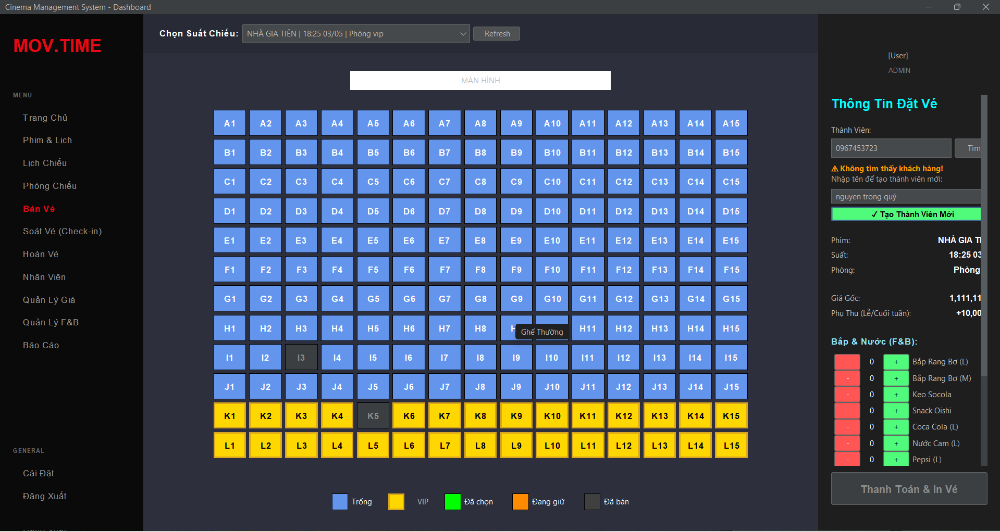 Cinema Management System - Dashboard
MOV.TIME
MENU
Trang Chủ
Phim & Lịch
Lịch Chiếu
Phòng Chiếu
Bán Vé
Soát Vé (Check-in)
Hoàn Vé
Nhân Viên
Quản Lý Giá
Quản Lý F&B
Báo Cáo
GENERAL
Cài Đặt
Đăng Xuất
Chọn Suất Chiếu: NHÀ GIA TIÊN | 18:25 03/05 | Phòng vip Refresh
MÀN HÌNH
A1 A2 A3 A4 A5 A6 A7 A8 A9 A10 A11 A12 A13 A14 A15
B1 B2 B3 B4 B5 B6 B7 B8 B9 B10 B11 B12 B13 B14 B15
C1 C2 C3 C4 C5 C6 C7 C8 C9 C10 C11 C12 C13 C14 C15
D1 D2 D3 D4 D5 D6 D7 D8 D9 D10 D11 D12 D13 D14 D15
E1 E2 E3 E4 E5 E6 E7 E8 E9 E10 E11 E12 E13 E14 E15
F1 F2 F3 F4 F5 F6 F7 F8 F9 F10 F11 F12 F13 F14 F15
G1 G2 G3 G4 G5 G6 G7 G8 G9 G10 G11 G12 G13 G14 G15
H1 H2 H3 H4 H5 H6 H7 H8 H Ghế Thường H11 H12 H13 H14 H15
I1 I2 I3 I4 I5 I6 I7 I8 I9 I10 I11 I12 I13 I14 I15
J1 J2 J3 J4 J5 J6 J7 J8 J9 J10 J11 J12 J13 J14 J15
K1 K2 K3 K4 K5 K6 K7 K8 K9 K10 K11 K12 K13 K14 K15
L1 L2 L3 L4 L5 L6 L7 L8 L9 L10 L11 L12 L13 L14 L15
Trống VIP Đã chọn Đang giữ Đã bán
[User]
ADMIN
Thông Tin Đặt Vé
Thành Viên:
0967453723 Tìm
⚠ Không tìm thấy khách hàng!
Nhập tên để tạo thành viên mới:
nguyen trong quý
✓ Tạo Thành Viên Mới
Phim: NHÀ GIA TI
Suất: 18:25 03
Phòng: Phòng
Giá Gốc: 1,111,11
Phụ Thu (Lễ/Cuối tuần): +10,00
Bắp & Nước (F&B):
- 0 + Bắp Rang Bơ (L)
- 0 + Bắp Rang Bơ (M)
- 0 + Kẹo Socola
- 0 + Snack Oishi
- 0 + Coca Cola (L)
- 0 + Nước Cam (L)
- 0 + Pepsi (L)
Thanh Toán & In Vé